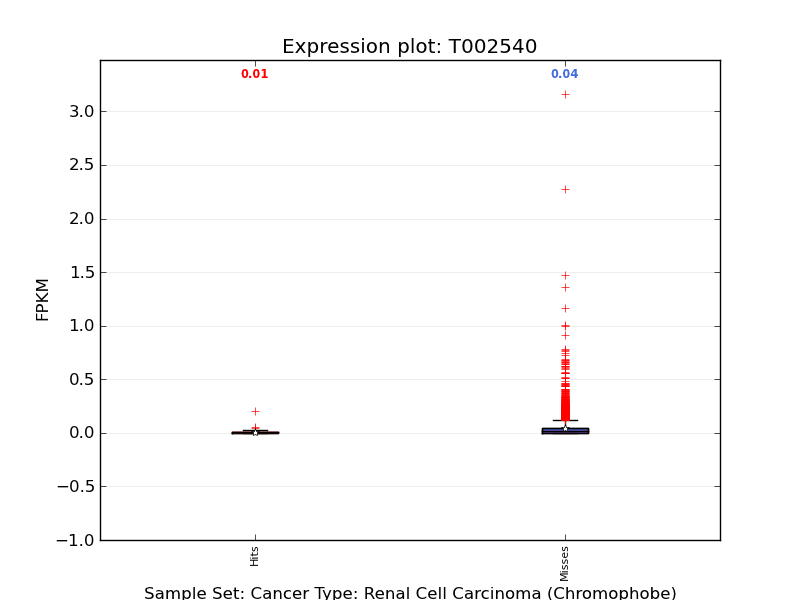 Expression plot: T002540
0.01
0.04
3.0
2.5
2.0
1.5
1.0
0.5
0.0
−0.5
−1.0
FPKM
Hits
Misses
Sample Set: Cancer Type: Renal Cell Carcinoma (Chromophobe)